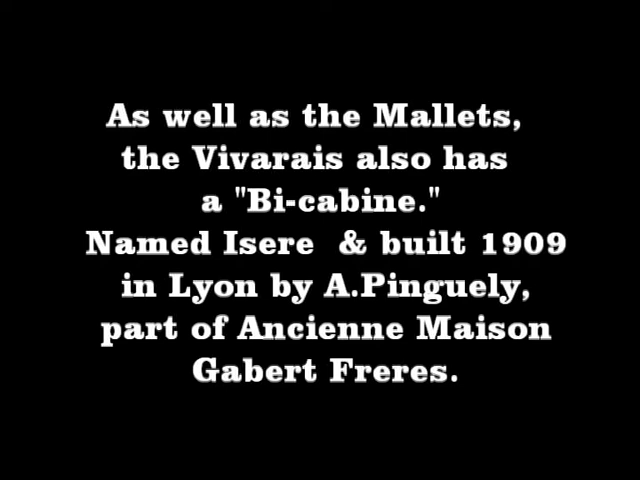 As well as the Mallets,
the Vivarais also has
a "Bi-cabine."
Named Isere & built 1909
in Lyon by A.Pinguely,
part of Ancienne Maison
Gabert Freres.